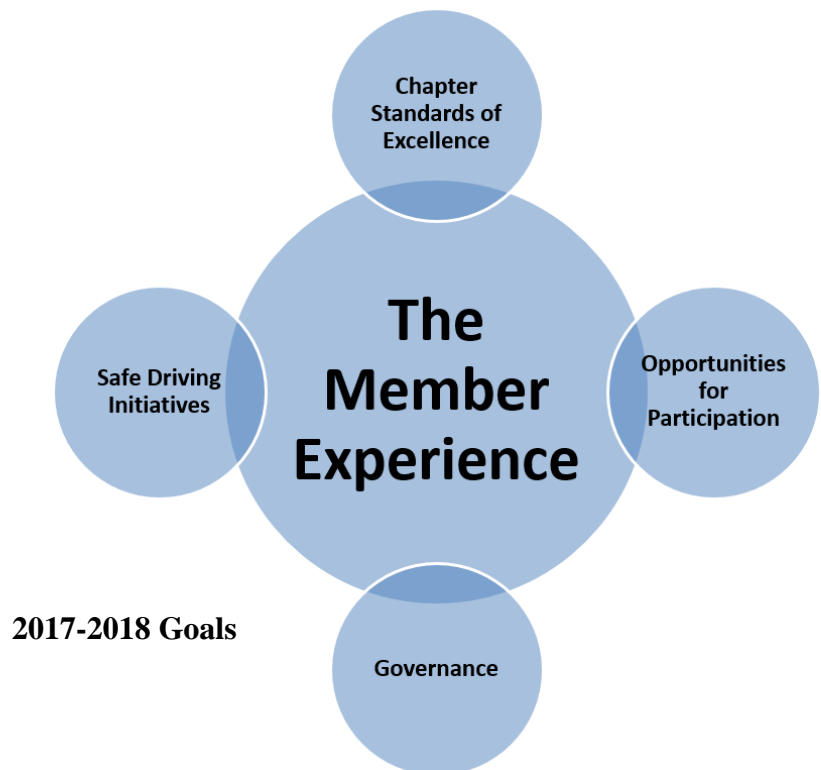 Chapter
Standards of
Excellence
The
Member
Experience
Safe Driving
Initiatives
Opportunities
for
Participation
2017-2018 Goals
Governance